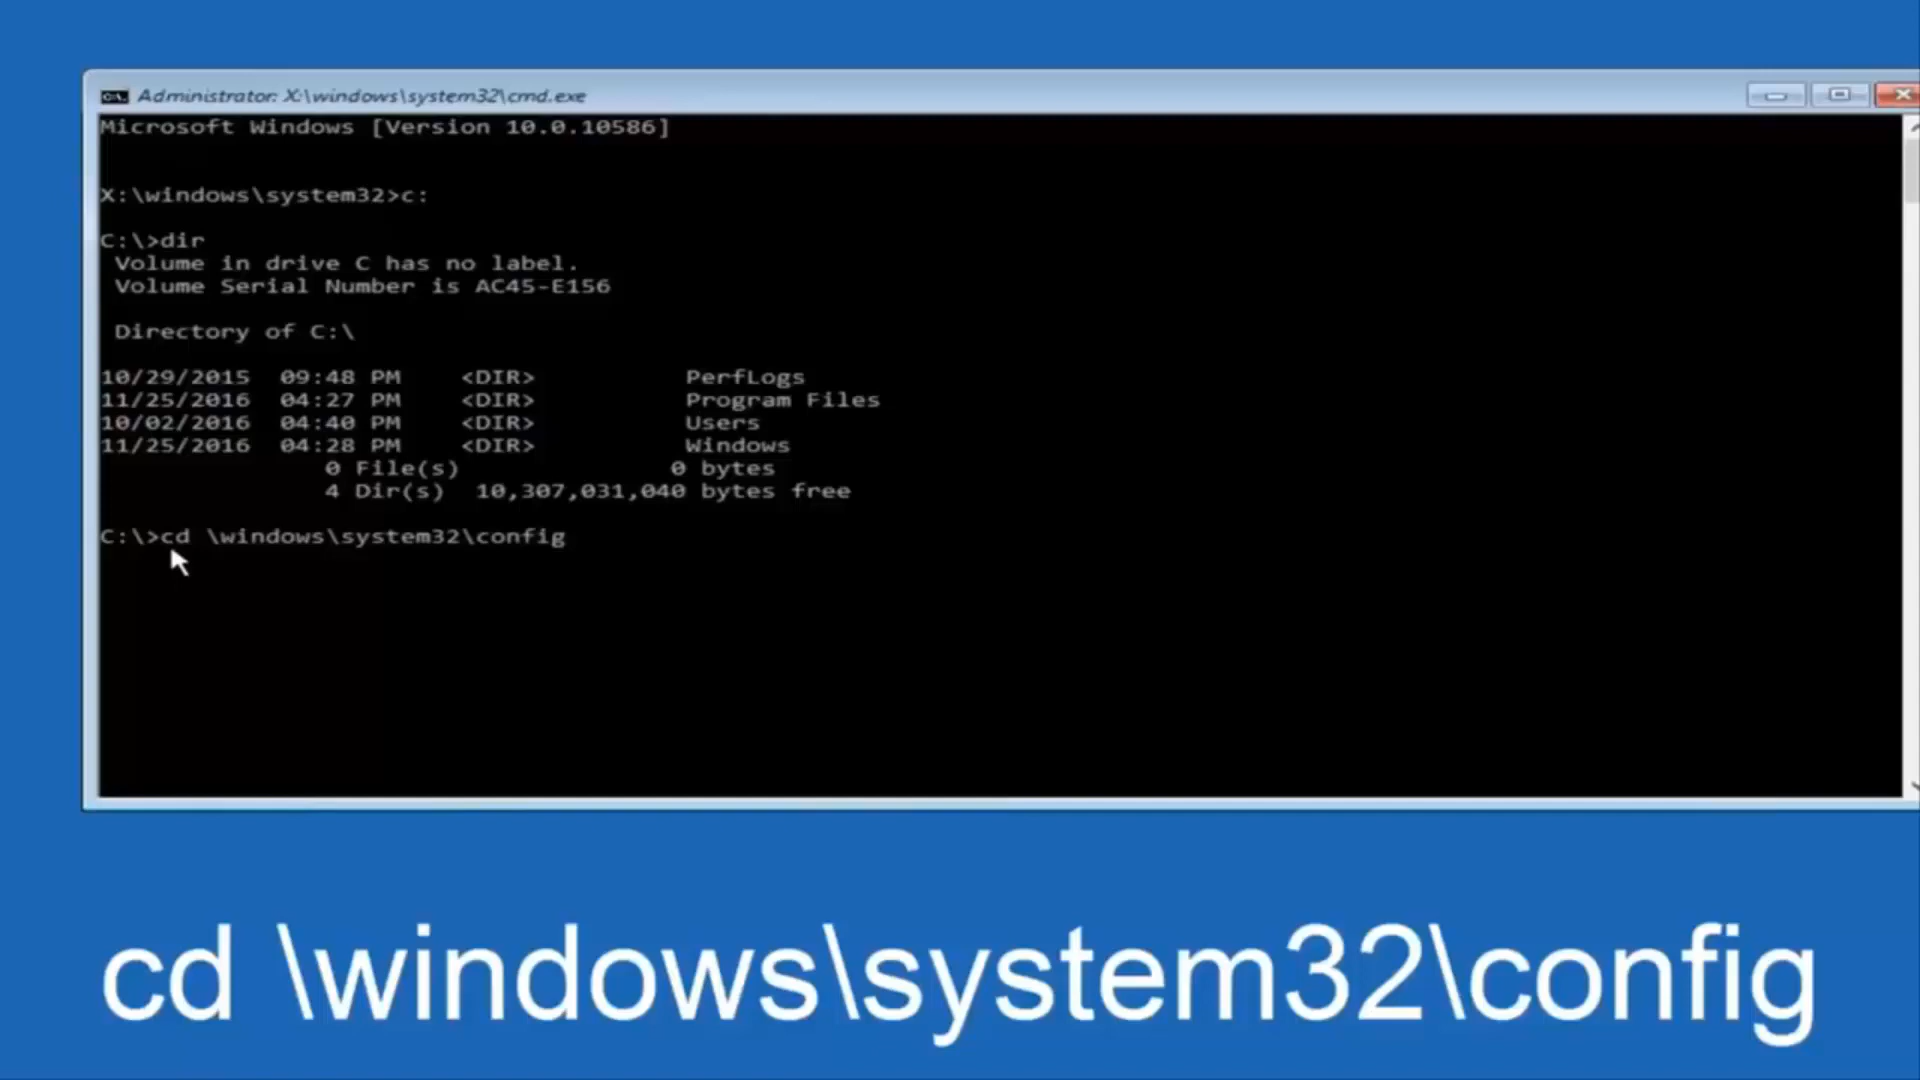 Administrator: X:\windows\system32\cmd.exe
Microsoft Windows [Version 10.0.10586]
X:\windows\system32>c:
C:\>dir
Volume in drive C has no label.
Volume Serial Number is AC45-E156
Directory of C:\
10/29/2015 09:48 PM <DIR> PerfLogs
11/25/2016 04:27 PM <DIR> Program Files
10/02/2016 04:40 PM <DIR> Users
11/25/2016 04:28 PM <DIR> Windows
0 File(s) 0 bytes
4 Dir(s) 10,307,031,040 bytes free
C:\>cd \windows\system32\config
cd \windows\system32\config